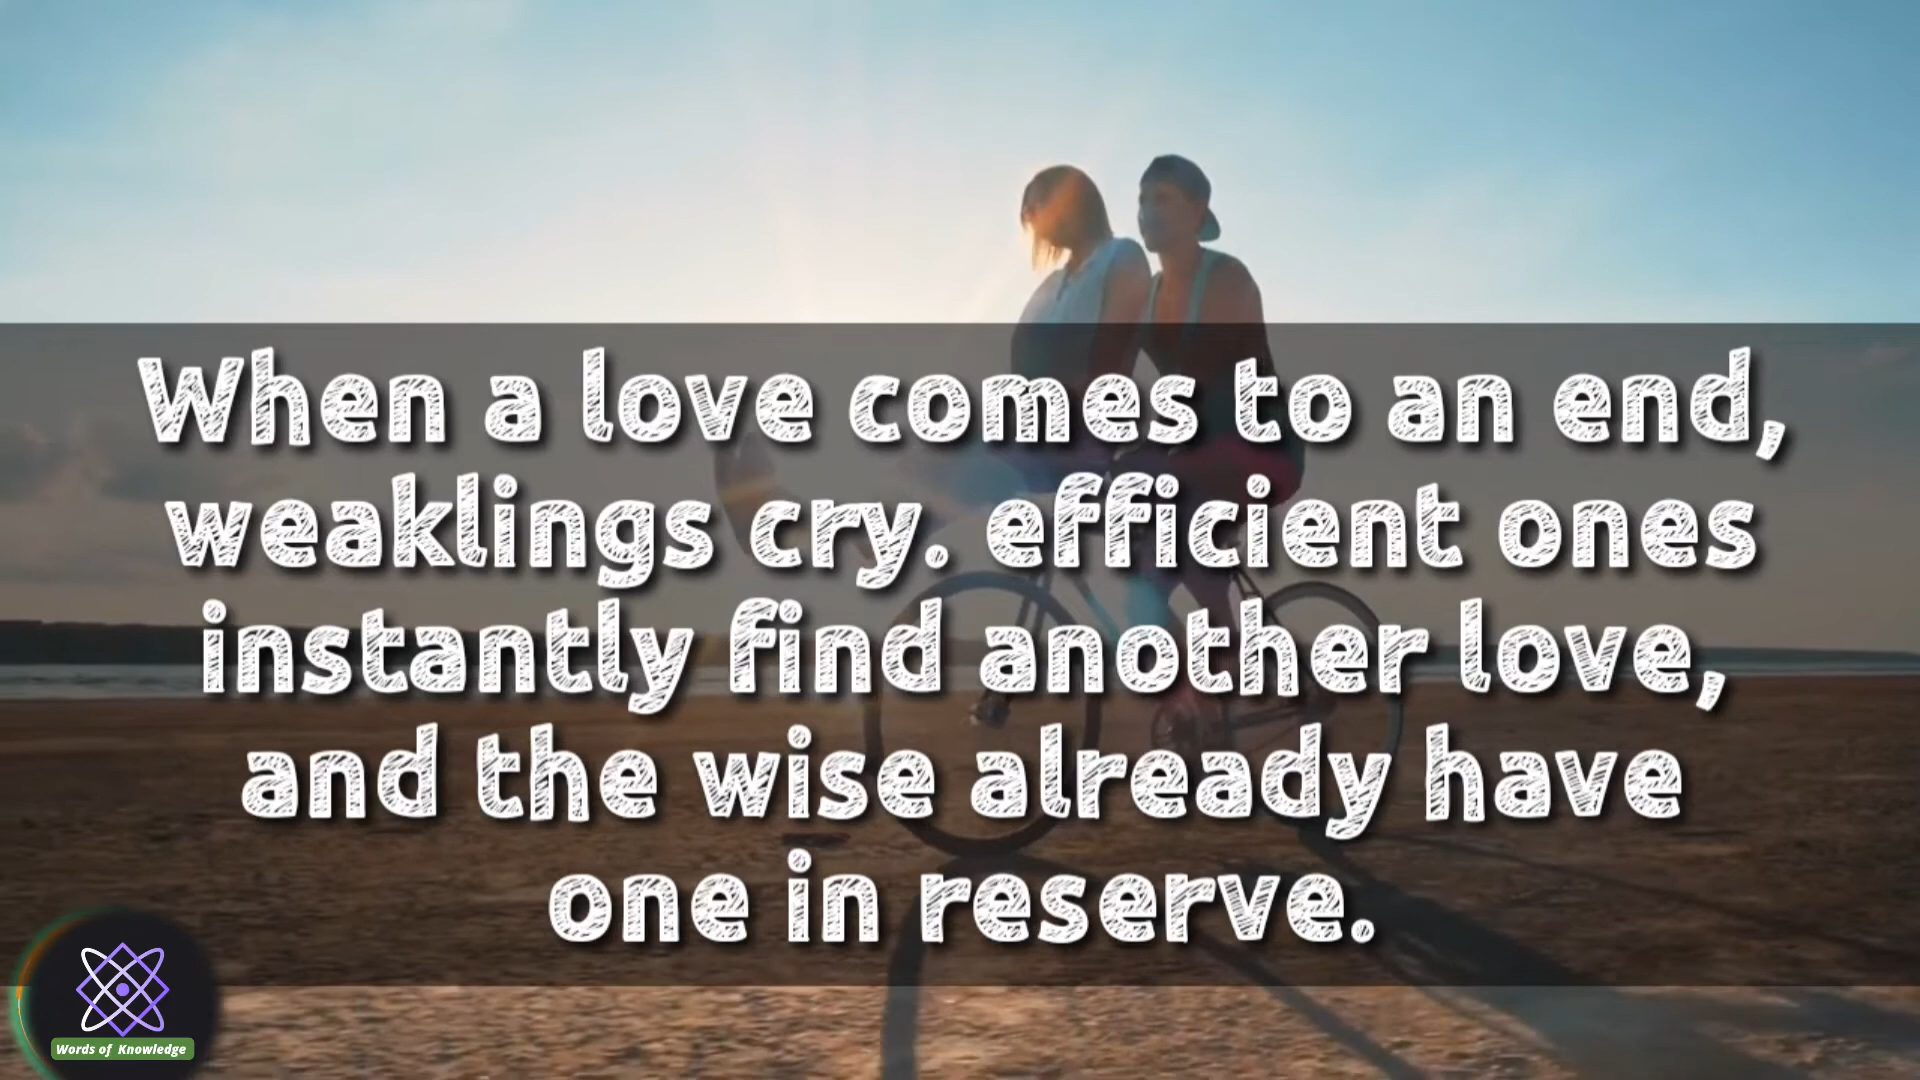 When a love comes to an end,
weaklings cry. efficient ones
instantly find another love,
and the wise already have
one in reserve.
Words of Knowledge